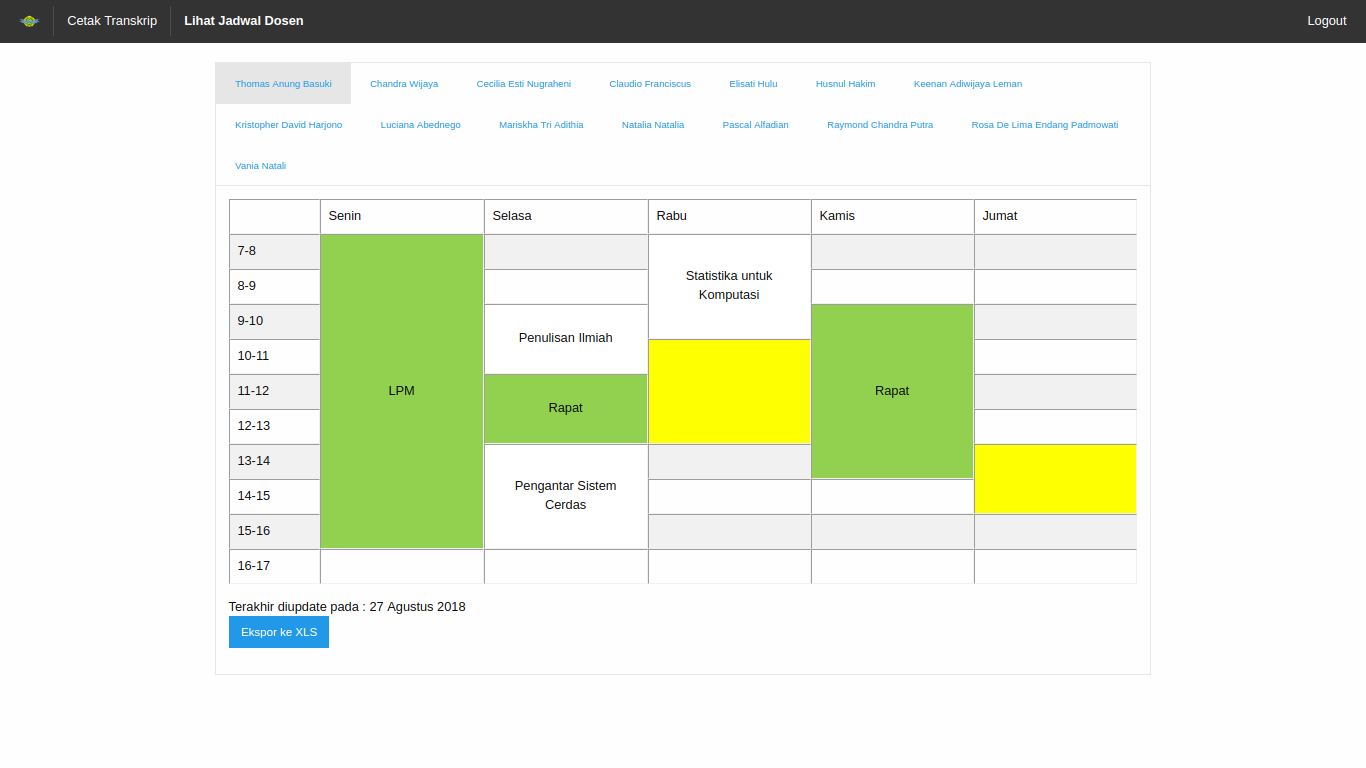 Cetak Transkrip Lihat Jadwal Dosen Logout
Thomas Anung Basuki Chandra Wijaya Cecilia Esti Nugraheni Claudio Franciscus Elisati Hulu Husnul Hakim Keenan Adiwijaya Leman
Kristopher David Harjono Luciana Abednego Mariskha Tri Adithia Natalia Natalia Pascal Alfadian Raymond Chandra Putra Rosa De Lima Endang Padmowati
Vania Natali
Senin Selasa Rabu Kamis Jumat
7-8
Statistika untuk
8-9
Komputasi
9-10
Penulisan Ilmiah
10-11
11-12 LPM Rapat
Rapat
12-13
13-14
Pengantar Sistem
14-15
Cerdas
15-16
16-17
Terakhir diupdate pada : 27 Agustus 2018
Ekspor ke XLS